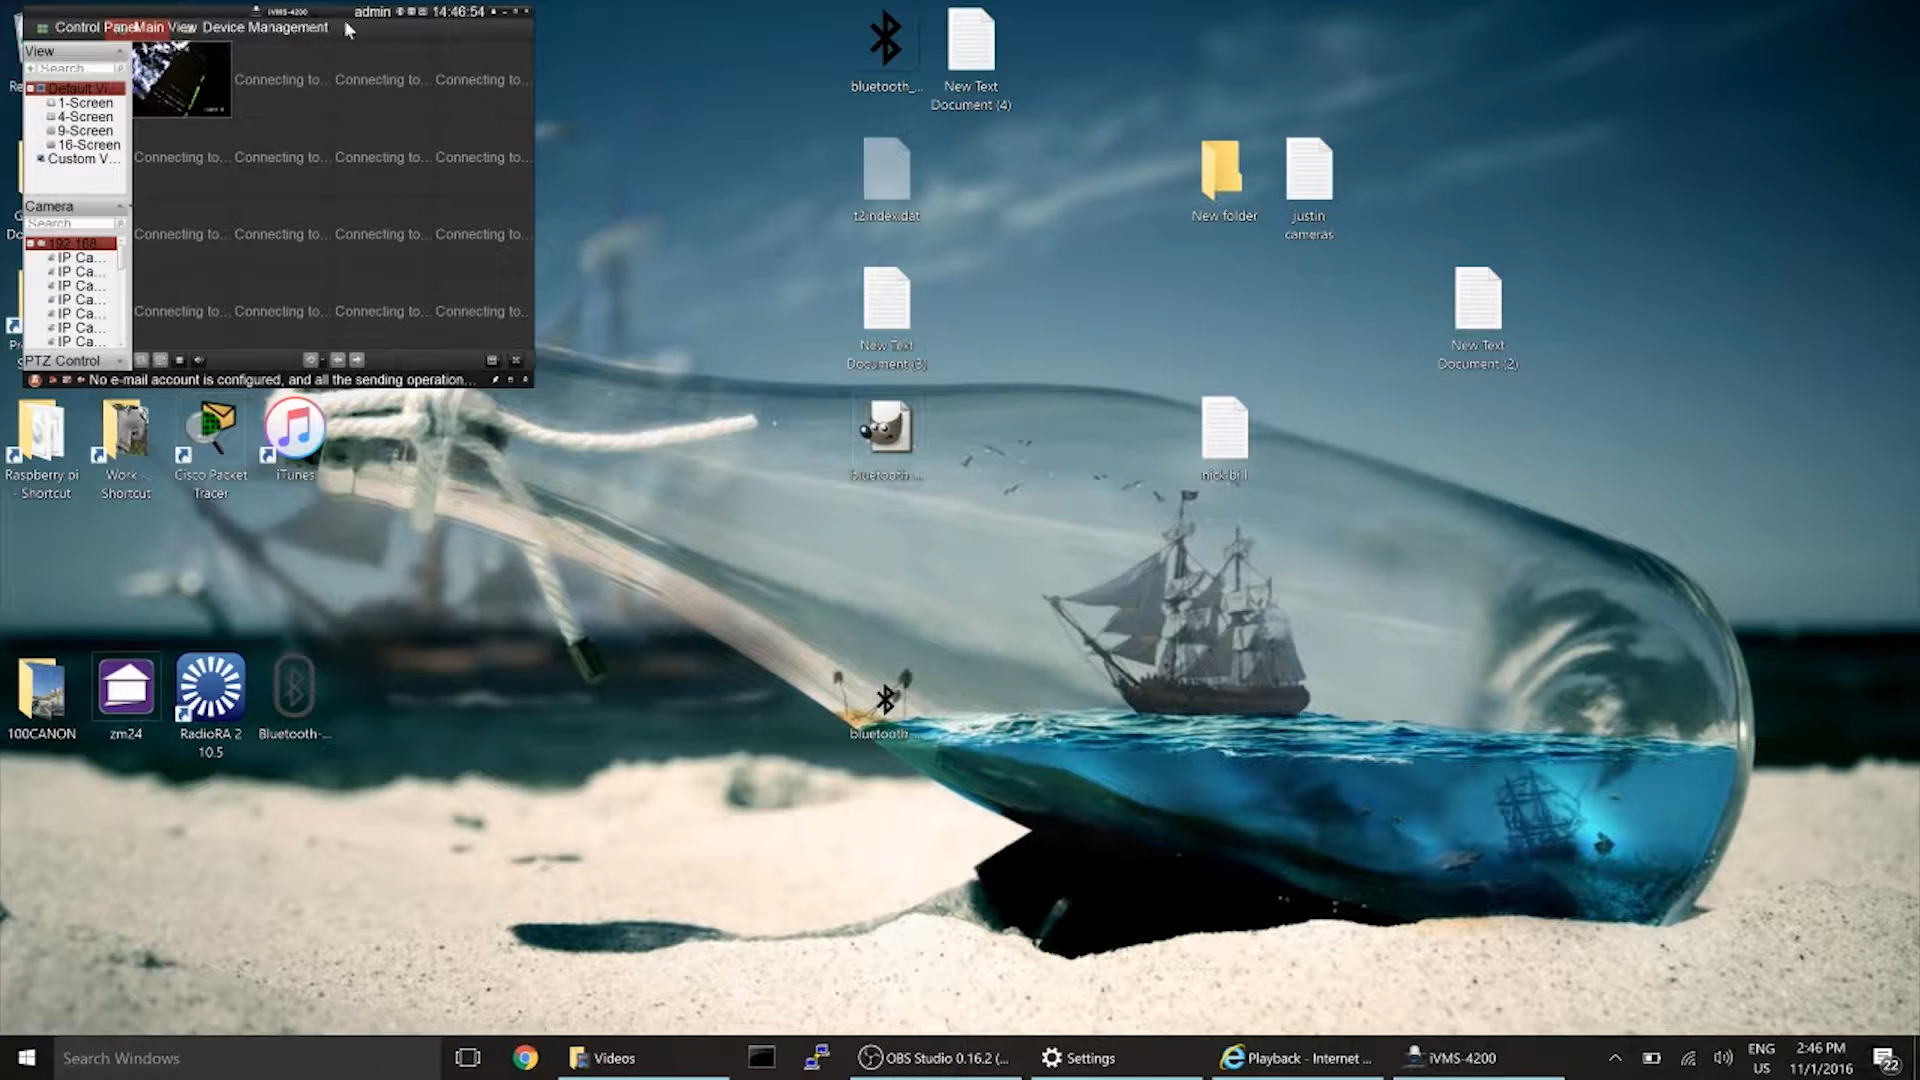 iVMS-4200
admin
14:46:54
Control Panel
Main View
Device Management
View
Search
Default Vi...
1-Screen
4-Screen
9-Screen
16-Screen
Custom V...
Camera
Search
192.168...
IP Ca...
IP Ca...
IP Ca...
IP Ca...
IP Ca...
IP Ca...
IP Ca...
PTZ Control
Connecting to... Connecting to... Connecting to...
Connecting to... Connecting to... Connecting to... Connecting to...
Connecting to... Connecting to... Connecting to... Connecting to...
Connecting to... Connecting to... Connecting to... Connecting to...
No e-mail account is configured, and all the sending operation...
bluetooth_...
New Text
Document (4)
t2index.dat
New folder
justin
cameras
New Text
Document (3)
New Text
Document (2)
Raspberry pi
- Shortcut
Work -
Shortcut
Cisco Packet
Tracer
iTunes
bluetooth-...
nick bill
100CANON
zm24
RadioRA 2
10.5
Bluetooth-...
bluetooth...
Search Windows
Videos
OBS Studio 0.16.2 (...
Settings
Playback - Internet ...
iVMS-4200
ENG
US
2:46 PM
11/1/2016
22